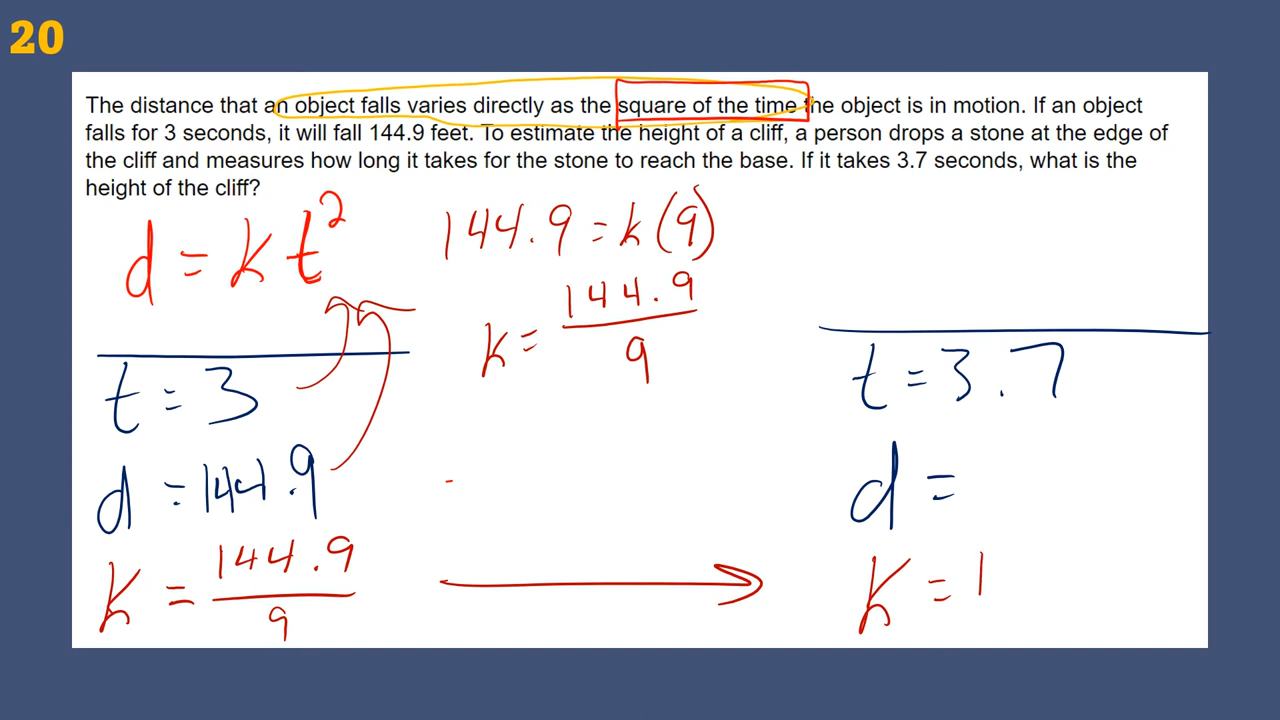 20
The distance that an object falls varies directly as the square of the time the object is in motion. If an object
falls for 3 seconds, it will fall 144.9 feet. To estimate the height of a cliff, a person drops a stone at the edge of
the cliff and measures how long it takes for the stone to reach the base. If it takes 3.7 seconds, what is the
height of the cliff?
d = kt²
t = 3
d = 144.9
K = 144.9
9
144.9 = k(9)
k = 144.9
9
t = 3.7
d =
K = 1